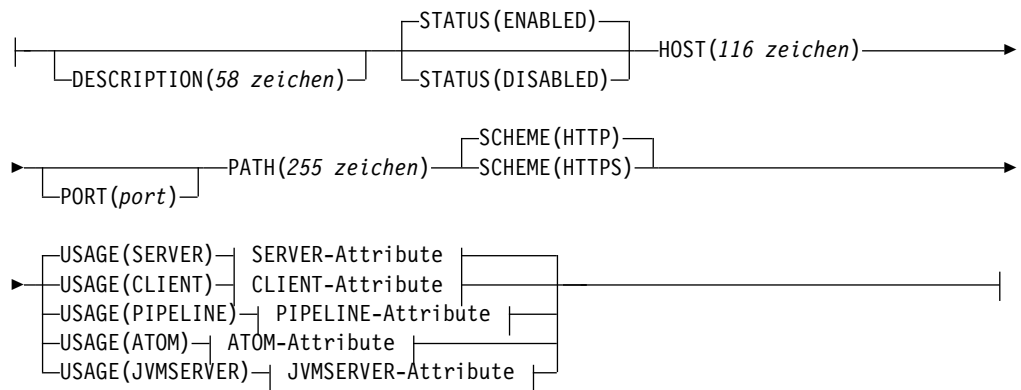 STATUS(ENABLED)
HOST(116 zeichen)
DESCRIPTION(58 zeichen)
STATUS(DISABLED)
SCHEME(HTTP)
PATH(255 zeichen)
SCHEME(HTTPS)
PORT(port)
USAGE(SERVER) SERVER-Attribute
USAGE(CLIENT) CLIENT-Attribute
USAGE(PIPELINE) PIPELINE-Attribute
USAGE(ATOM) ATOM-Attribute
USAGE(JVMSERVER) JVMSERVER-Attribute